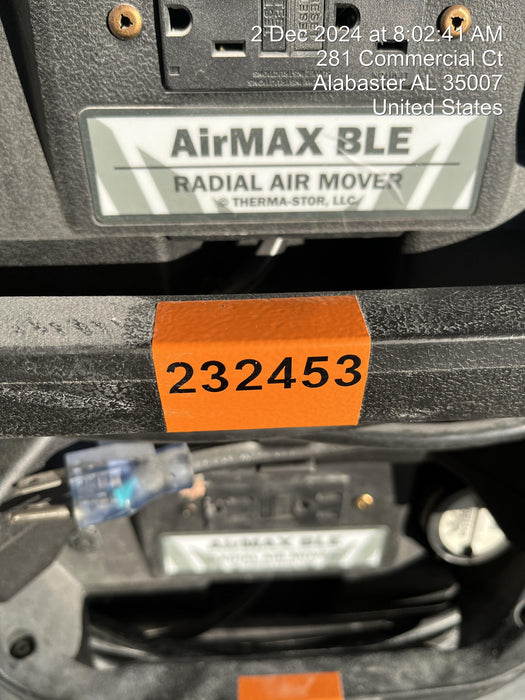 2 Dec 2024 at 8:02:41 AM
281 Commercial Ct
Alabaster AL 35007
United States
AirMAX BLE
RADIAL AIR MOVER
© THERMA-STOR, LLC
232453
AirMAX BLE
RADIAL AIR MOVER